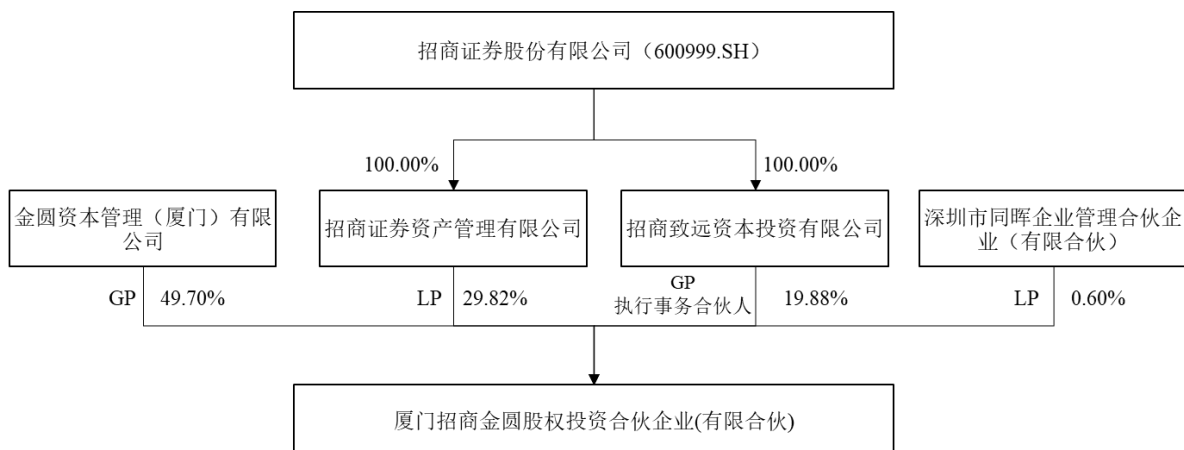 招商证券股份有限公司（600999.SH）
100.00%
100.00%
金圆资本管理（厦门）有限
公司
招商证券资产管理有限公司
招商致远资本投资有限公司
深圳市同晖企业管理合伙企
业（有限合伙）
GP 49.70%
LP 29.82%
GP
执行事务合伙人
19.88%
LP 0.60%
厦门招商金圆股权投资合伙企业(有限合伙)